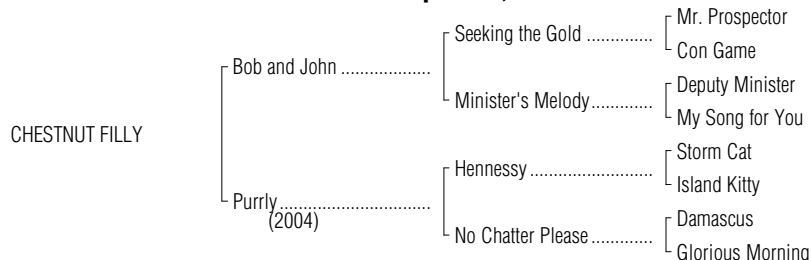 Mr. Prospector
Seeking the Gold ..............
Con Game
Bob and John ...................
Deputy Minister
Minister's Melody.............
My Song for You
CHESTNUT FILLY
Storm Cat
Hennessy ..........................
Island Kitty
Purrly................................
(2004)
Damascus
No Chatter Please.............
Glorious Morning